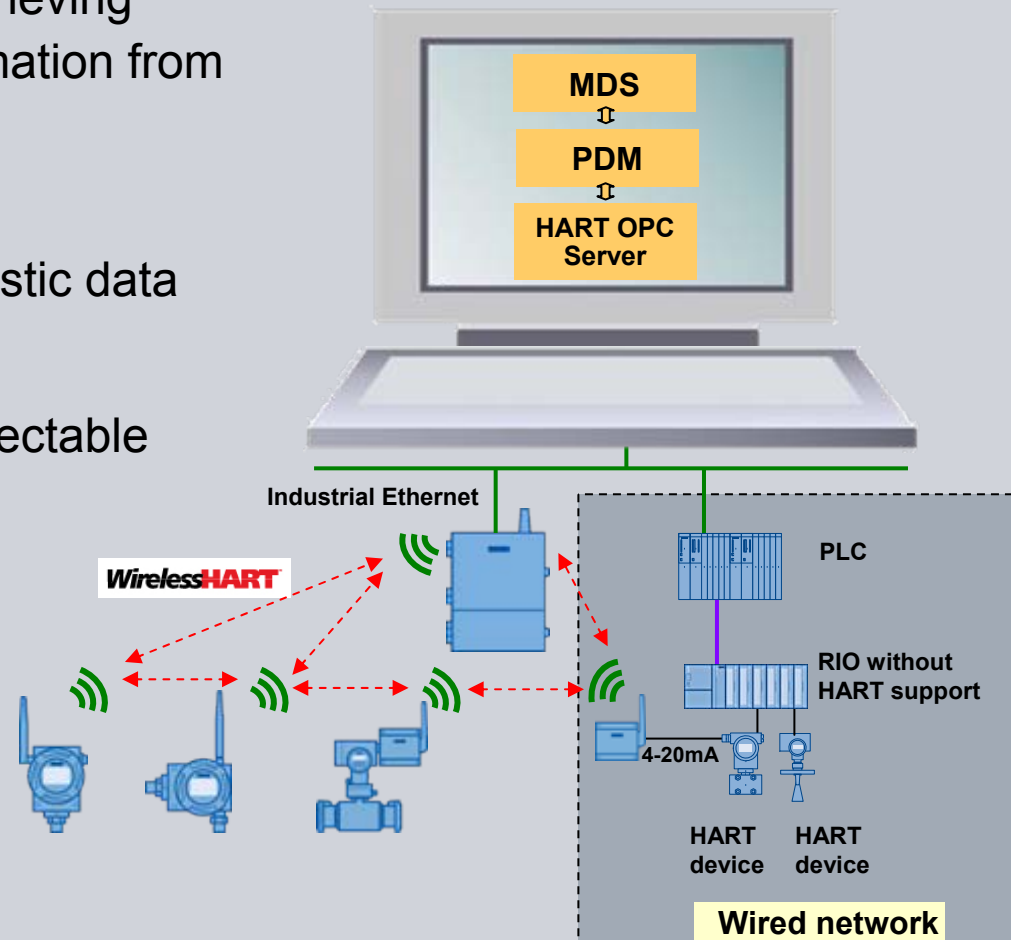 nation from
stic data
ectable
MDS
PDM
HART OPC
Server
Industrial Ethernet
WirelessHART
PLC
RIO without
HART support
4-20mA
HART
device
HART
device
Wired network